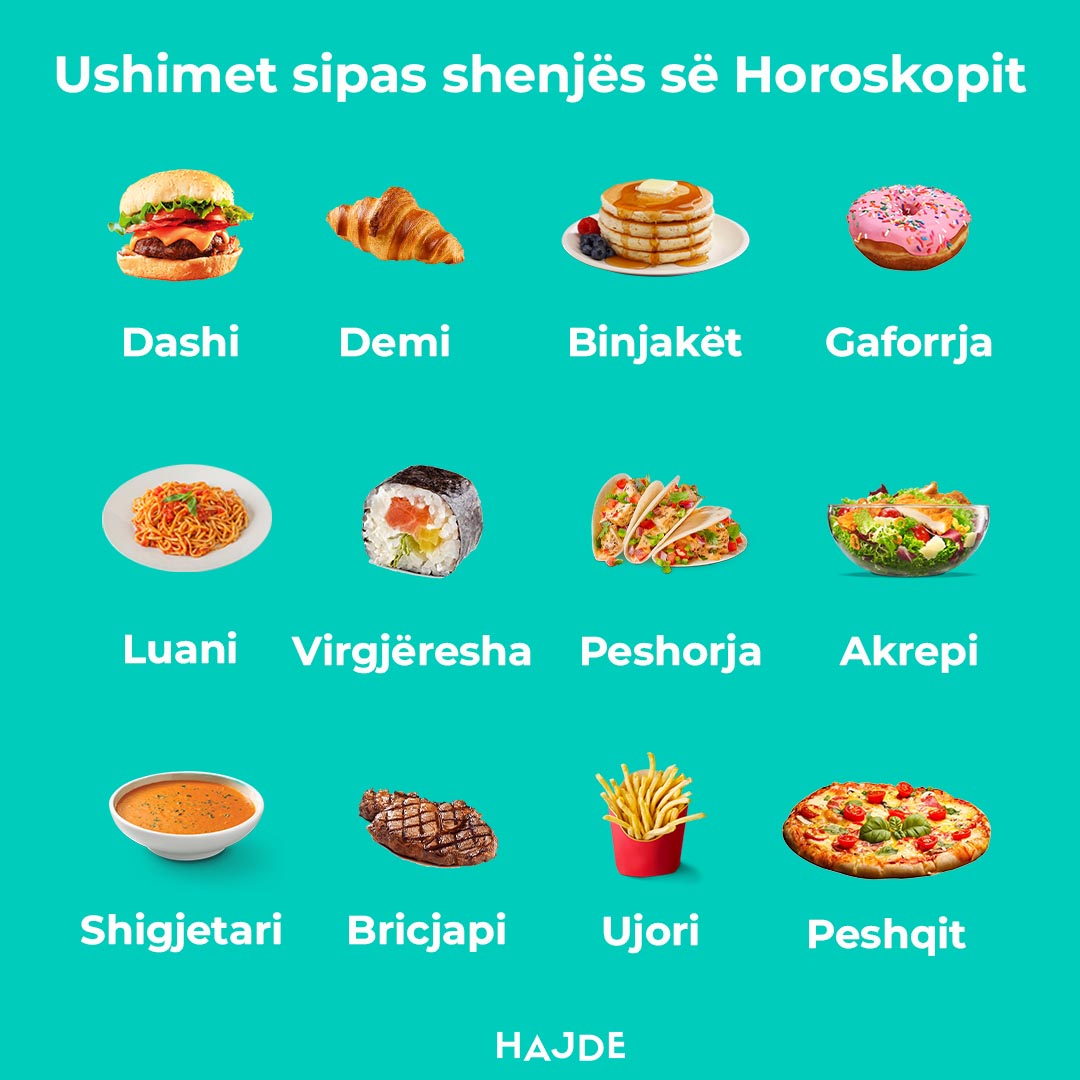 Ushimet sipas shenjës së Horoskopit
Dashi Demi Binjakët Gaforrja
Luani Virgjëresha Peshorja Akrepi
Shigjetari Bricjapi Ujori Peshqit
HAJDE